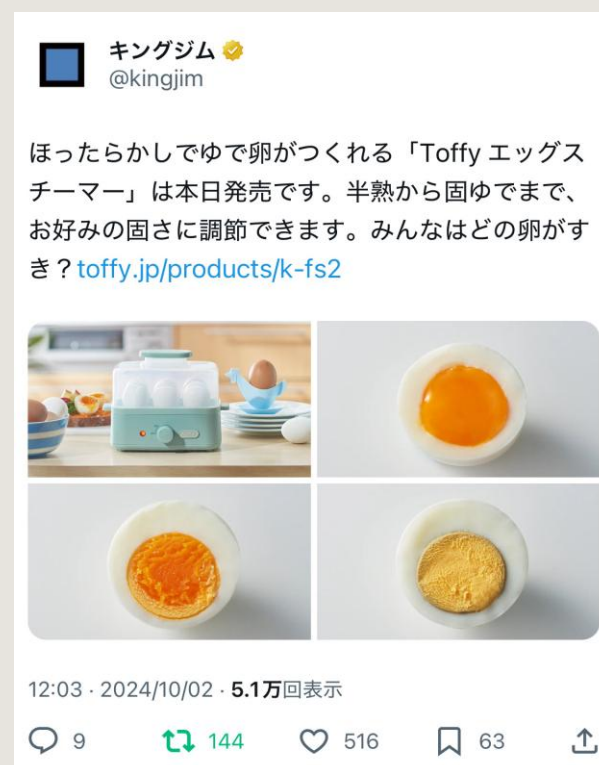 キングジム
@kingjim
ほったらかしでゆで卵がつくれる「Toffy エッグス
チーマー」は本日発売です。半熟から固ゆでまで、
お好みの固さに調節できます。みんなはどの卵がす
き？toffy.jp/products/k-fs2
12:03 · 2024/10/02 · 5.1万回表示
9 144 516 63